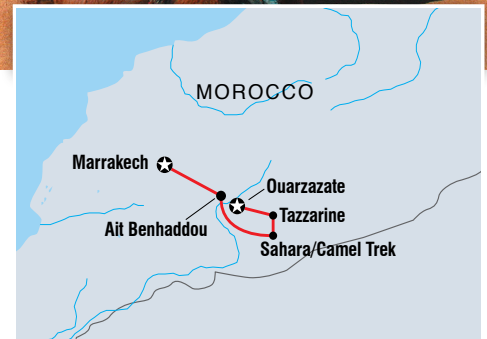 MOROCCO
Marrakech
Ouarzazate
Tazzarine
Ait Benhaddou
Sahara/Camel Trek